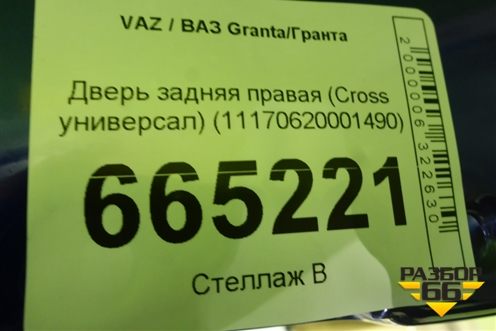 VAZ / ВАЗ Granta/Гранта
Дверь задняя правая (Cross
универсал) (11170620001490)
665221
Стеллаж В
2000006322630
РАЗБОР
66